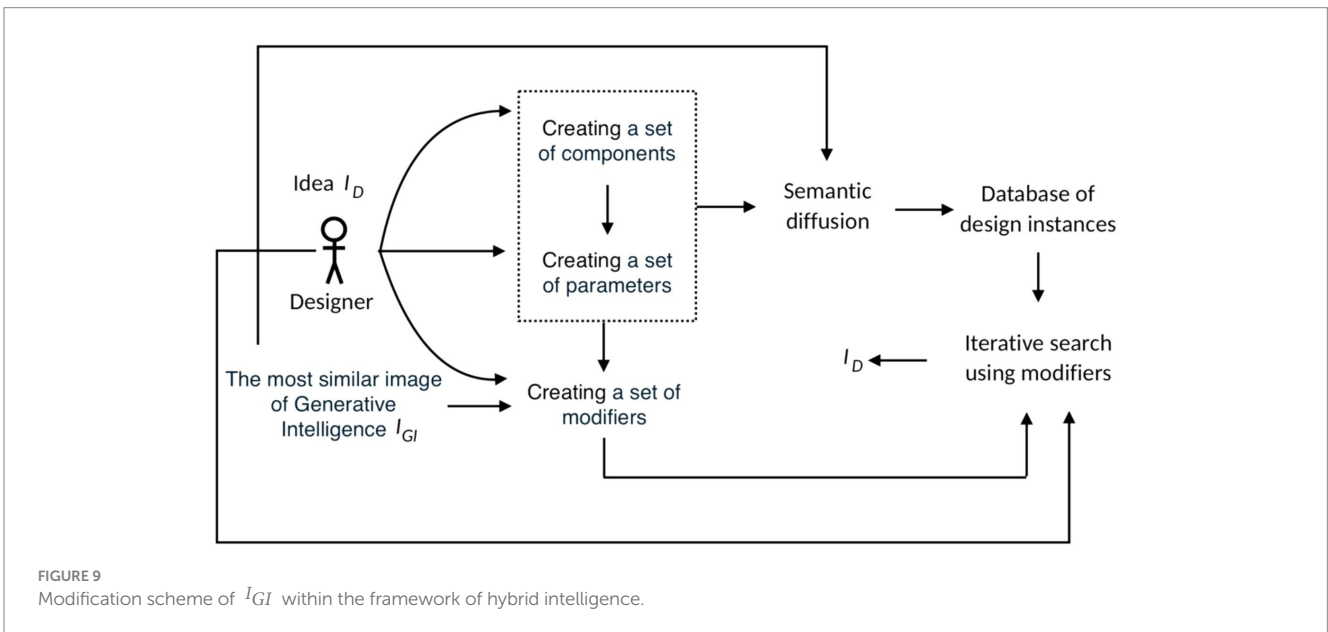 Idea I_D
Designer
The most similar image
of Generative
Intelligence I_GI
Creating a set
of components
Creating a set
of parameters
Creating a set of
modifiers
Semantic
diffusion
Database of
design instances
Iterative search
using modifiers
I_D
FIGURE 9
Modification scheme of I_GI within the framework of hybrid intelligence.